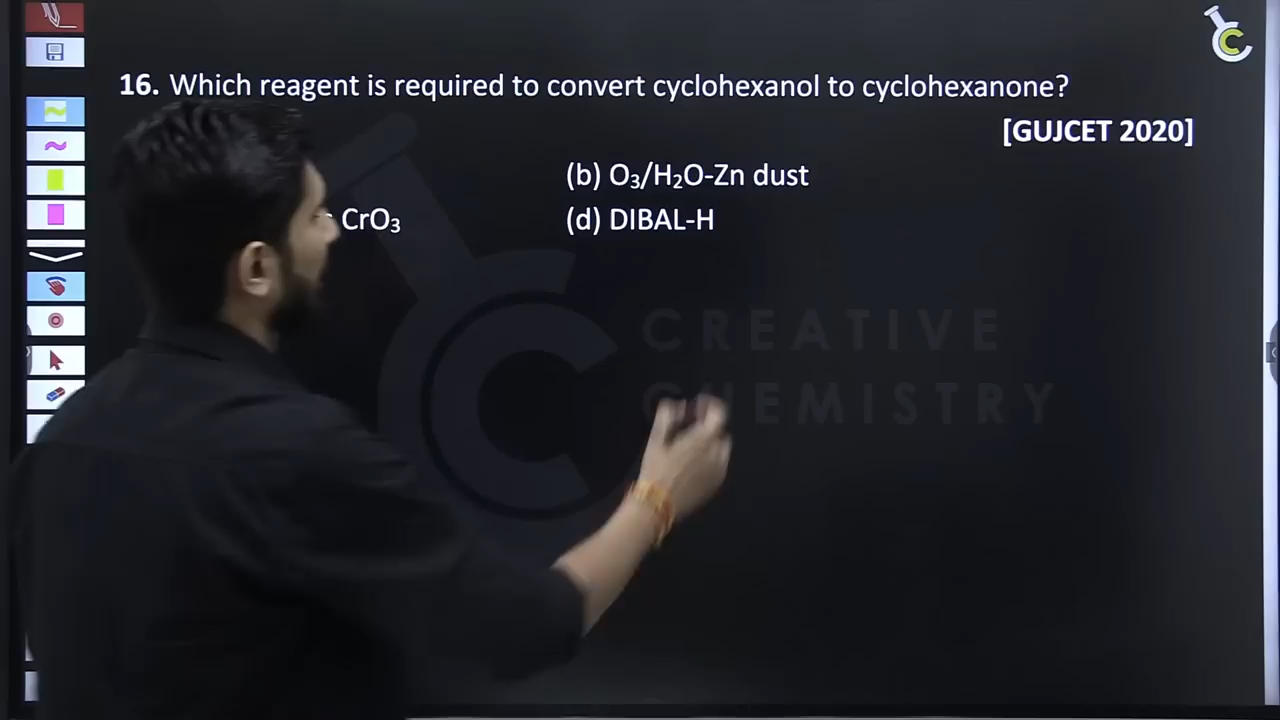 16. Which reagent is required to convert cyclohexanol to cyclohexanone?
[GUJCET 2020]
(b) O₃/H₂O-Zn dust
CrO₃ (d) DIBAL-H
CREATIVE
CHEMISTRY